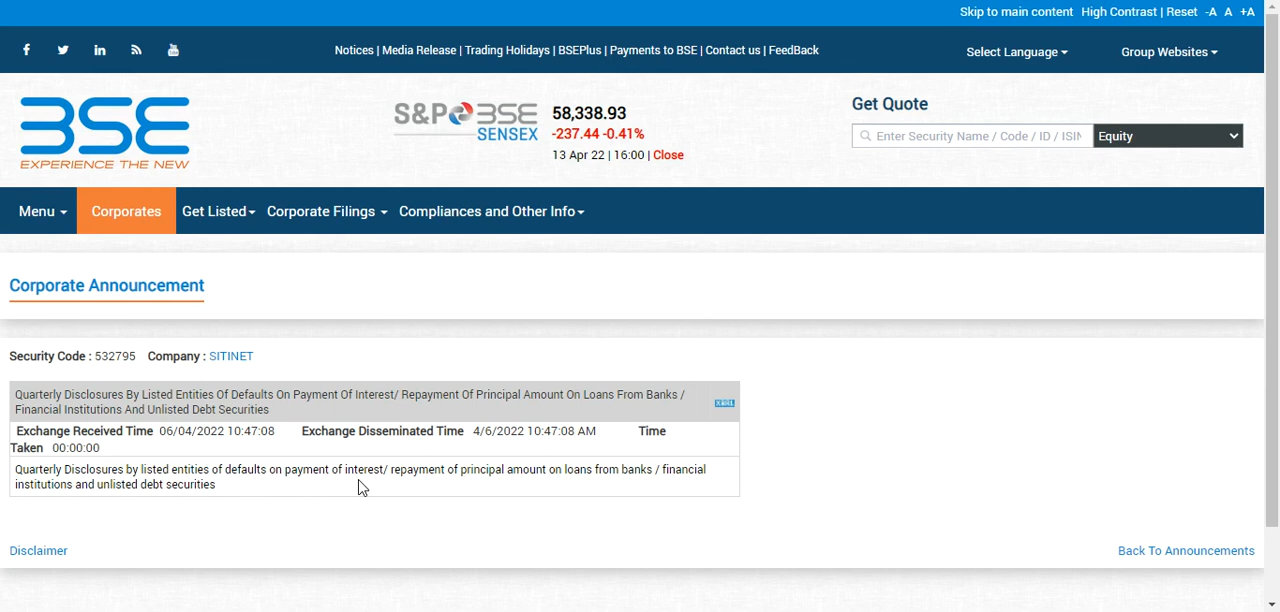 Skip to main content High Contrast | Reset -A A +A
Notices | Media Release | Trading Holidays | BSEPlus | Payments to BSE | Contact us | FeedBack
Select Language
Group Websites
BSE
EXPERIENCE THE NEW
S&P BSE
SENSEX
58,338.93
-237.44 -0.41%
13 Apr 22 | 16:00 | Close
Get Quote
Enter Security Name / Code / ID / ISIN
Equity
Menu Corporates Get Listed Corporate Filings Compliances and Other Info
Corporate Announcement
Security Code : 532795 Company : SITINET
Quarterly Disclosures By Listed Entities Of Defaults On Payment Of Interest/ Repayment Of Principal Amount On Loans From Banks /
Financial Institutions And Unlisted Debt Securities
XBRL
Exchange Received Time 06/04/2022 10:47:08 Exchange Disseminated Time 4/6/2022 10:47:08 AM Time
Taken 00:00:00
Quarterly Disclosures by listed entities of defaults on payment of interest/ repayment of principal amount on loans from banks / financial
institutions and unlisted debt securities
Disclaimer
Back To Announcements